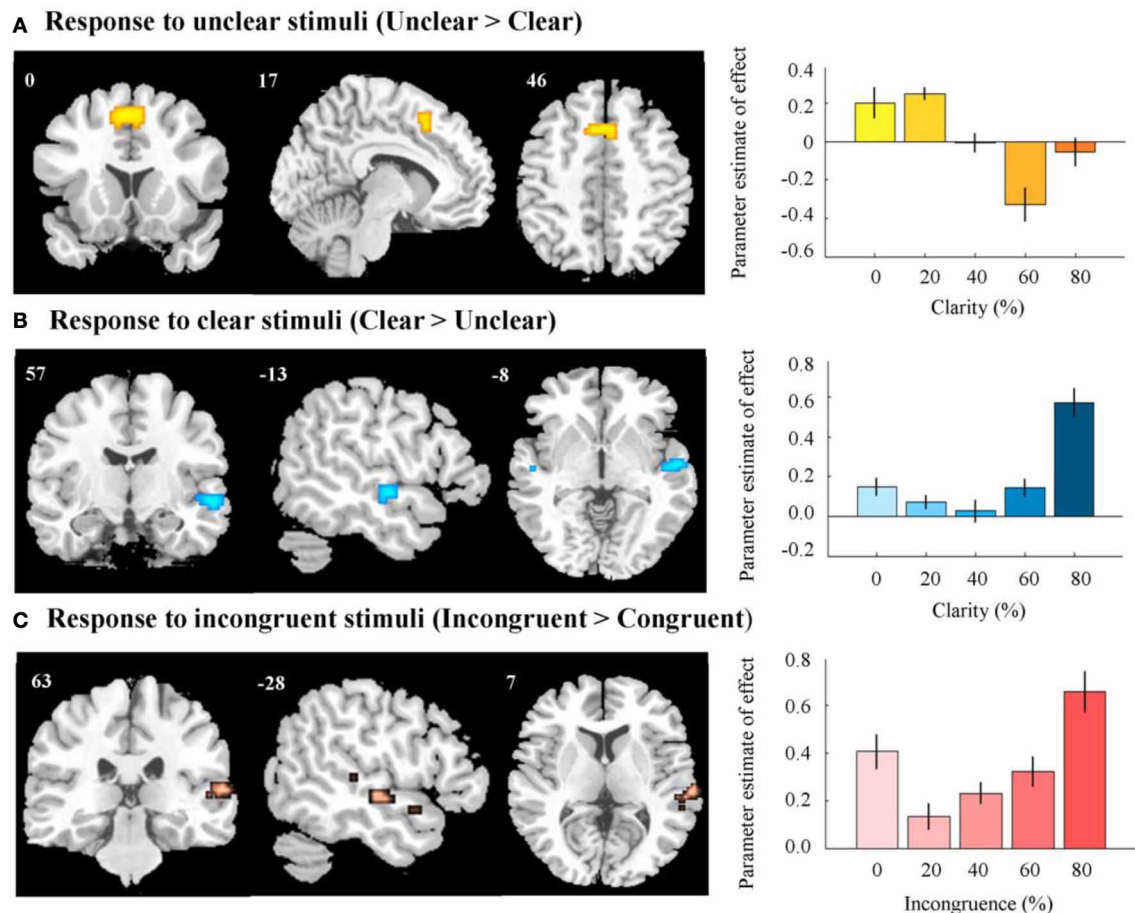 A Response to unclear stimuli (Unclear > Clear)
0 17 46
Parameter estimate of effect
0.4
0.2
0
-0.2
-0.4
-0.6
0 20 40 60 80
Clarity (%)
B Response to clear stimuli (Clear > Unclear)
57 -13 -8
Parameter estimate of effect
0.8
0.6
0.4
0.2
0.0
-0.2
0 20 40 60 80
Clarity (%)
C Response to incongruent stimuli (Incongruent > Congruent)
63 -28 7
Parameter estimate of effect
0.8
0.6
0.4
0.2
0.0
0 20 40 60 80
Incongruence (%)